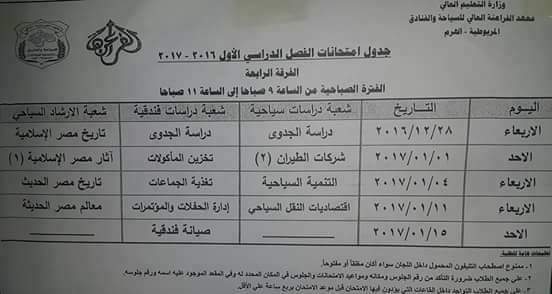 وزارة التعليم العالي
معهد الفراعنة العالي للسياحة والفنادق
المريوطية - الهرم
جدول امتحانات الفصل الدراسي الأول ٢٠١٦ - ٢٠١٧
الفرقة الرابعة
الفترة الصباحية من الساعة ٩ صباحا إلى الساعة ١١ صباحا
اليوم التاريخ شعبة دراسات سياحية شعبة دراسات فندقية شعبة الارشاد السياحي
الاربعاء ٢٠١٦/١٢/٢٨ دراسة الجدوى دراسة الجدوى تاريخ مصر الإسلامية
الاحد ٢٠١٧/٠١/٠١ شركات الطيران (٢) تخزين المأكولات آثار مصر الإسلامية (١)
الاربعاء ٢٠١٧/٠١/٠٤ التنمية السياحية تغذية الجماعات تاريخ مصر الحديث
الاربعاء ٢٠١٧/٠١/١١ اقتصاديات النقل السياحي إدارة الحفلات والمؤتمرات معالم مصر الحديثة
الاحد ٢٠١٧/٠١/١٥ صيانة فندقية
تعليمات هامة للطلبة
١ - ممنوع اصطحاب التليفون المحمول داخل اللجان سواء أكان مغلقاً أو مفتوحاً.
٢ - على جميع الطلاب ضرورة التأكد من رقم الجلوس ومكانه ومواعيد الامتحانات والجلوس في المكان المحدد له وفي المقعد الموجود عليه اسمه ورقم جلوسه.
٣ - على جميع الطلاب التواجد داخل القاعات التي يؤدون فيها الامتحان قبل موعد الامتحان بربع ساعة على الأقل.